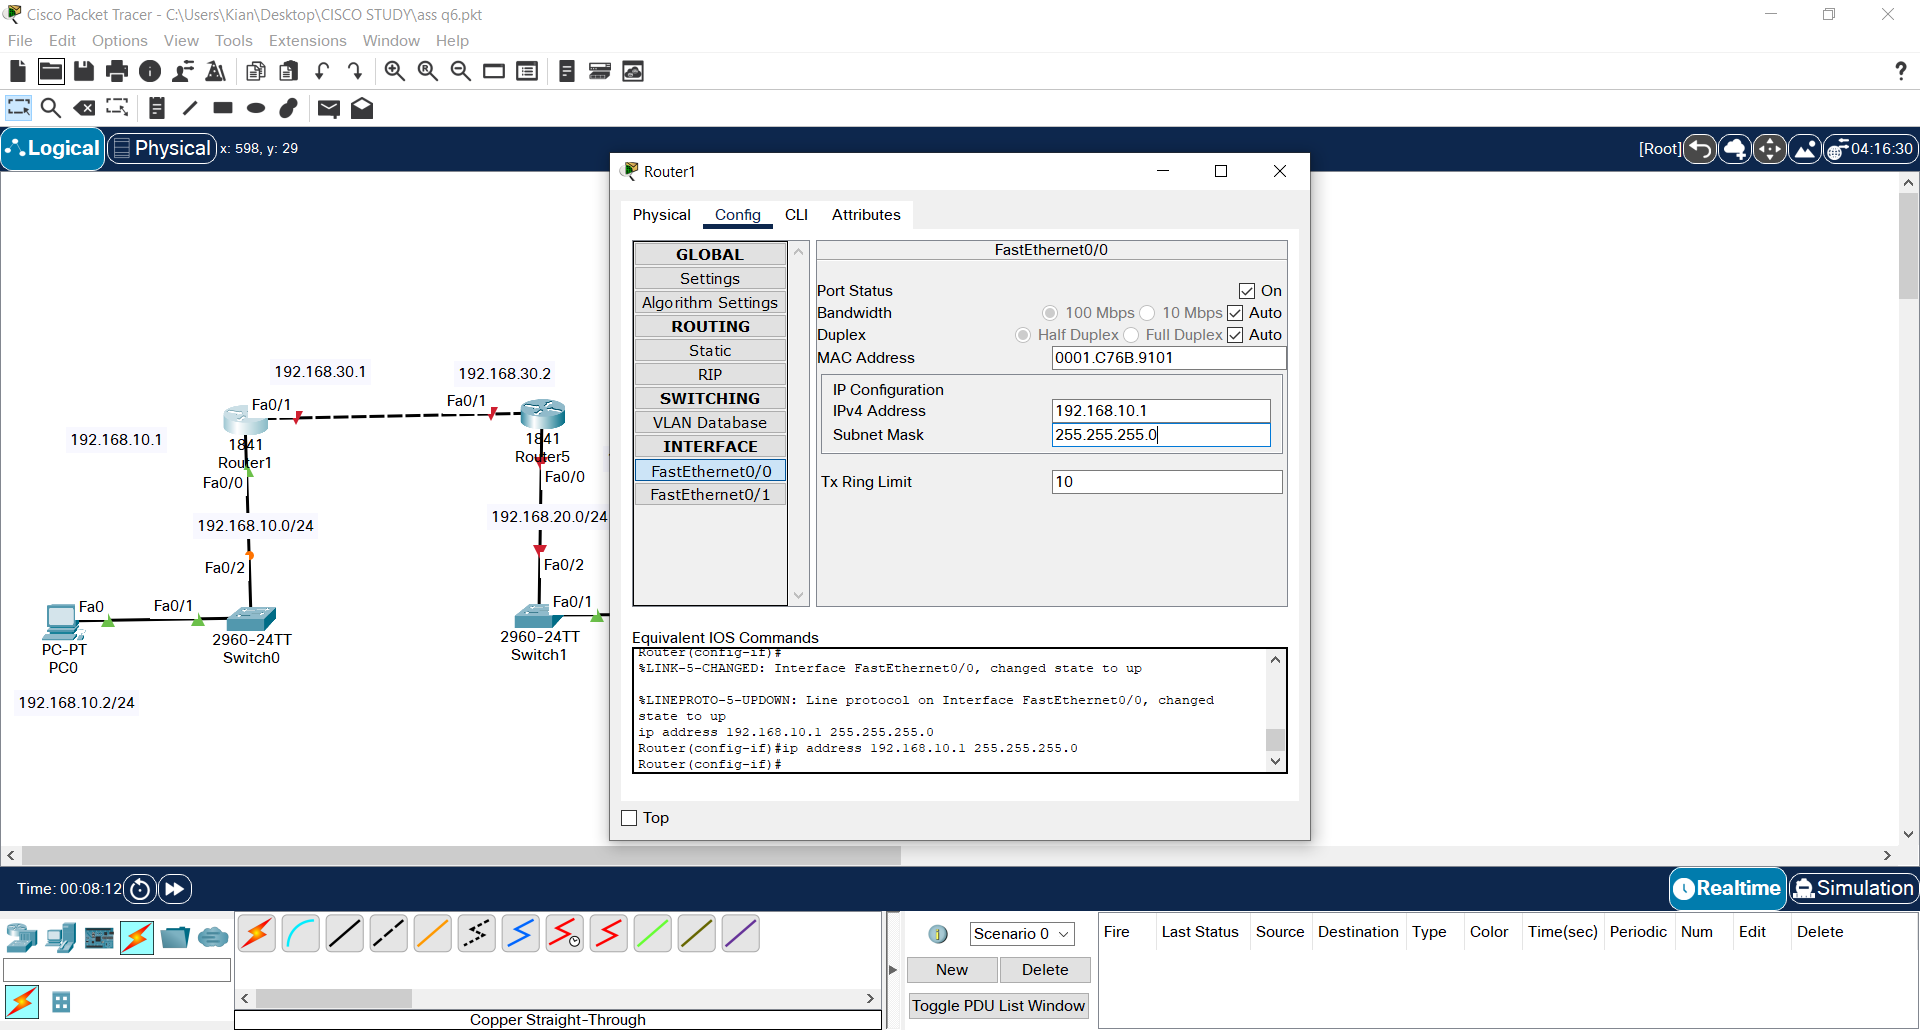 Cisco Packet Tracer - C:\Users\Kian\Desktop\CISCO STUDY\ass q6.pkt
File Edit Options View Tools Extensions Window Help
?
Logical Physical x: 598, y: 29 [Root] 04:16:30
Router1
Physical Config CLI Attributes
GLOBAL
Settings
Algorithm Settings
ROUTING
Static
RIP
SWITCHING
VLAN Database
INTERFACE
FastEthernet0/0
FastEthernet0/1
FastEthernet0/0
Port Status On
Bandwidth 100 Mbps 10 Mbps Auto
Duplex Half Duplex Full Duplex Auto
MAC Address 0001.C76B.9101
IP Configuration
IPv4 Address 192.168.10.1
Subnet Mask 255.255.255.0
Tx Ring Limit 10
Equivalent IOS Commands
Router(config-if)#
%LINK-5-CHANGED: Interface FastEthernet0/0, changed state to up
%LINEPROTO-5-UPDOWN: Line protocol on Interface FastEthernet0/0, changed
state to up
ip address 192.168.10.1 255.255.255.0
Router(config-if)#ip address 192.168.10.1 255.255.255.0
Router(config-if)#
Top
192.168.30.1
192.168.30.2
Fa0/1
Fa0/1
192.168.10.1
1841
Router1
1841
Router5
Fa0/0
Fa0/0
192.168.10.0/24
192.168.20.0/24
Fa0/2
Fa0/2
Fa0
Fa0/1
Fa0/1
PC-PT
PC0
2960-24TT
Switch0
2960-24TT
Switch1
192.168.10.2/24
Time: 00:08:12
Realtime Simulation
Scenario 0
New Delete
Toggle PDU List Window
Fire Last Status Source Destination Type Color Time(sec) Periodic Num Edit Delete
Copper Straight-Through